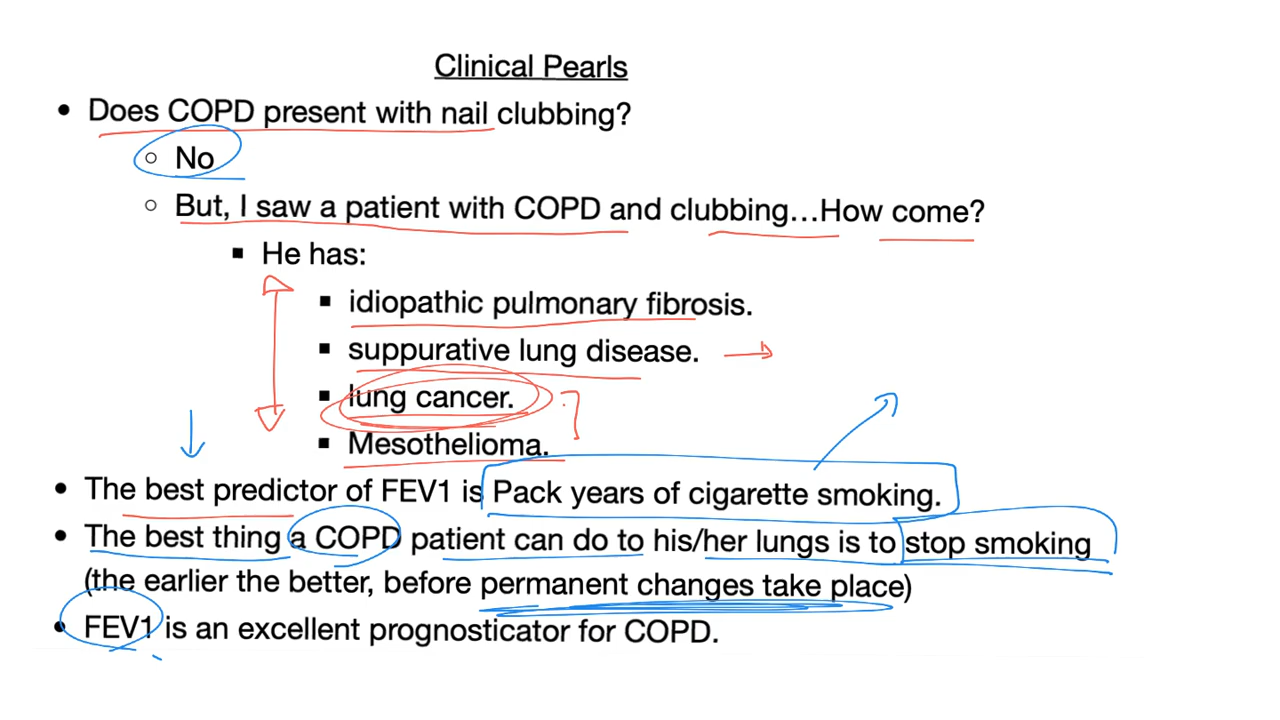 Clinical Pearls
• Does COPD present with nail clubbing?
○ No
○ But, I saw a patient with COPD and clubbing...How come?
▪ He has:
▪ idiopathic pulmonary fibrosis.
▪ suppurative lung disease.
▪ lung cancer.
▪ Mesothelioma.
• The best predictor of FEV1 is Pack years of cigarette smoking.
• The best thing a COPD patient can do to his/her lungs is to stop smoking
(the earlier the better, before permanent changes take place)
• FEV1 is an excellent prognosticator for COPD.